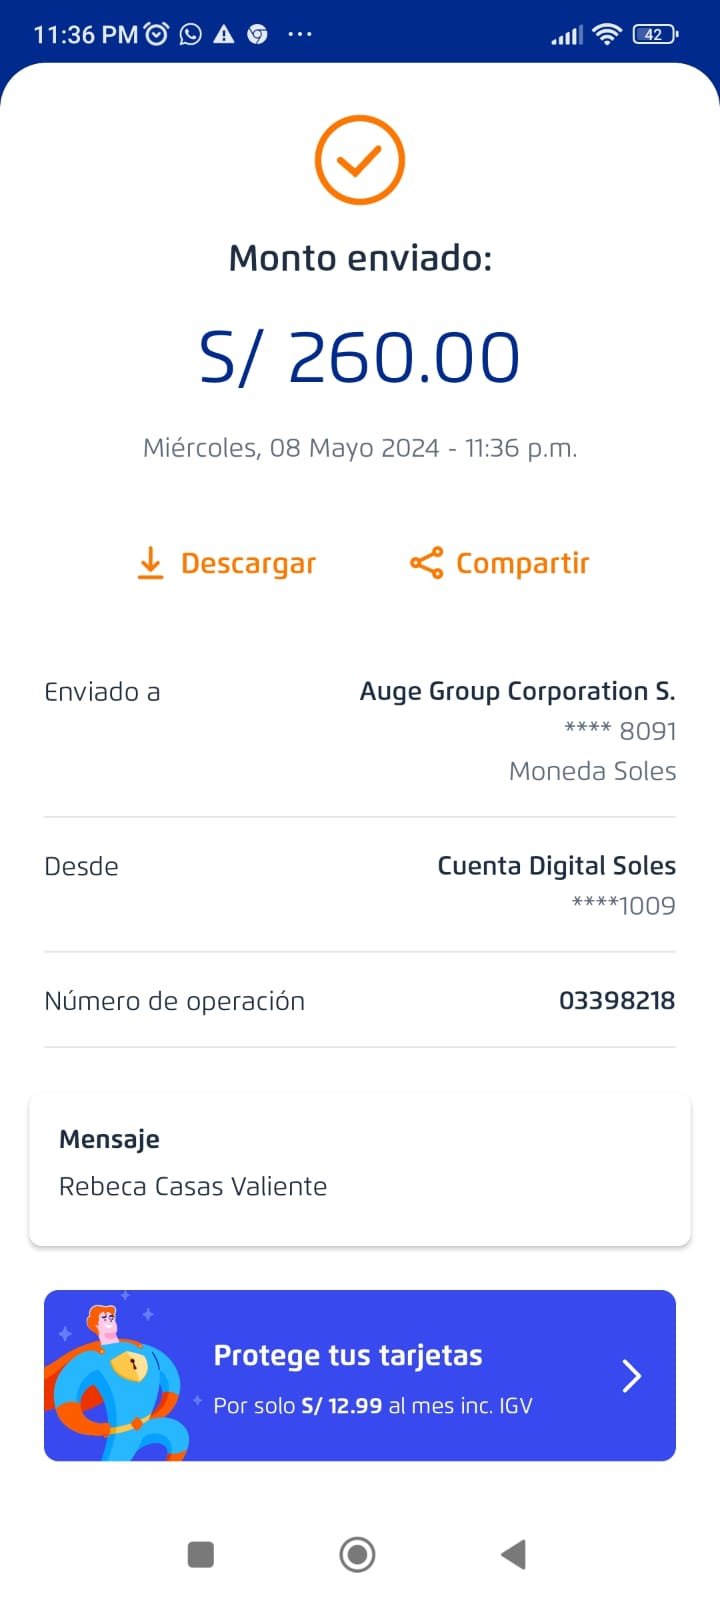 11:36 PM
42
Monto enviado:
S/ 260.00
Miércoles, 08 Mayo 2024 - 11:36 p.m.
Descargar
Compartir
Enviado a
Auge Group Corporation S.
**** 8091
Moneda Soles
Desde
Cuenta Digital Soles
****1009
Número de operación
03398218
Mensaje
Rebeca Casas Valiente
Protege tus tarjetas
Por solo S/ 12.99 al mes inc. IGV